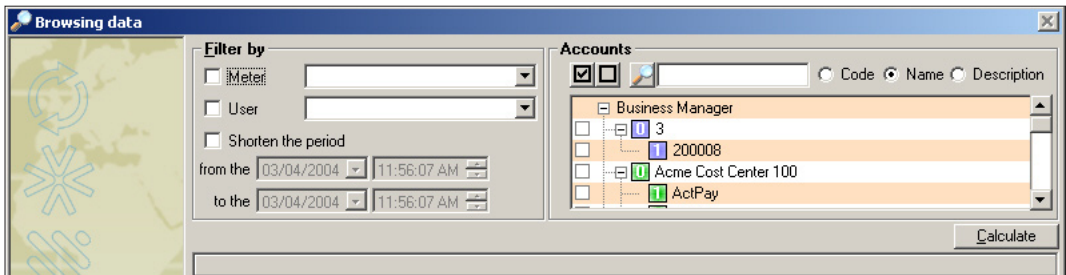 Browsing data
Filter by
Meter
User
Shorten the period
from the 03/04/2004 11:56:07 AM
to the 03/04/2004 11:56:07 AM
Accounts
Code Name Description
Business Manager
0 3
1 200008
0 Acme Cost Center 100
1 ActPay
Calculate